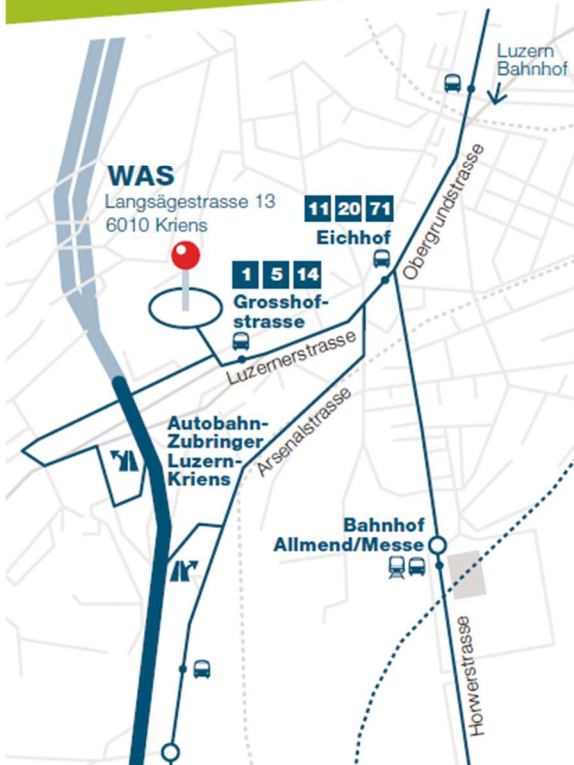 Luzern
Bahnhof
WAS
Langsägestrasse 13
6010 Kriens
11 20 71
Eichhof
Obergrundstrasse
1 5 14
Grosshof-
strasse
Luzernerstrasse
Autobahn-
Zubringer
Luzern-
Kriens
Arsenalstrasse
Bahnhof
Allmend/Messe
Horwerstrasse